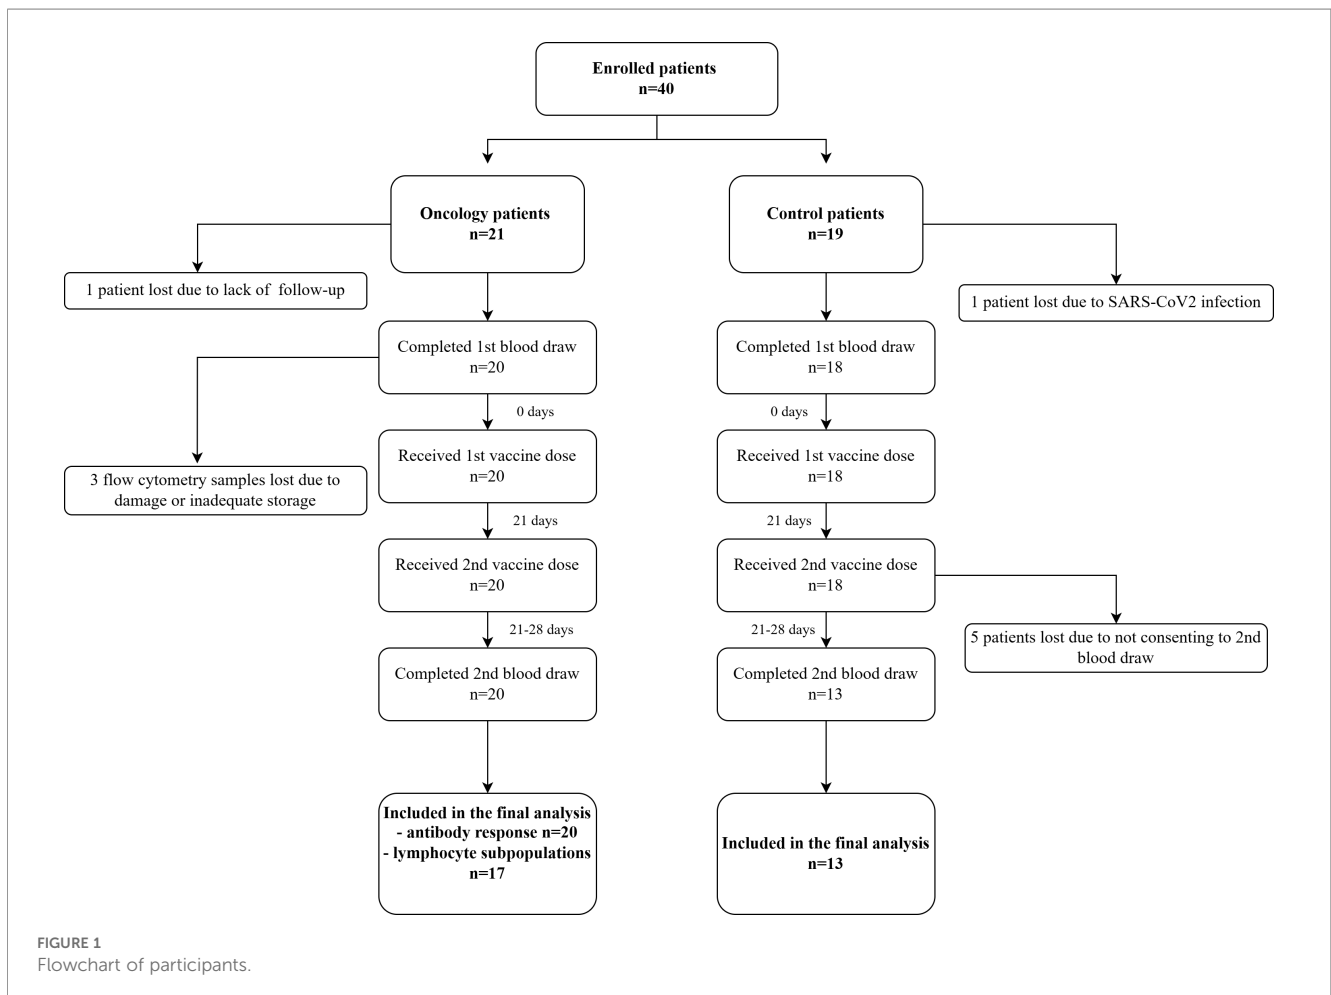 Enrolled patients
n=40
Oncology patients
n=21
Control patients
n=19
1 patient lost due to lack of follow-up
1 patient lost due to SARS-CoV2 infection
Completed 1st blood draw
n=20
Completed 1st blood draw
n=18
0 days
0 days
3 flow cytometry samples lost due to
damage or inadequate storage
Received 1st vaccine dose
n=20
Received 1st vaccine dose
n=18
21 days
21 days
Received 2nd vaccine dose
n=20
Received 2nd vaccine dose
n=18
21-28 days
21-28 days
5 patients lost due to not consenting to 2nd
blood draw
Completed 2nd blood draw
n=20
Completed 2nd blood draw
n=13
Included in the final analysis
- antibody response n=20
- lymphocyte subpopulations
n=17
Included in the final analysis
n=13
FIGURE 1
Flowchart of participants.